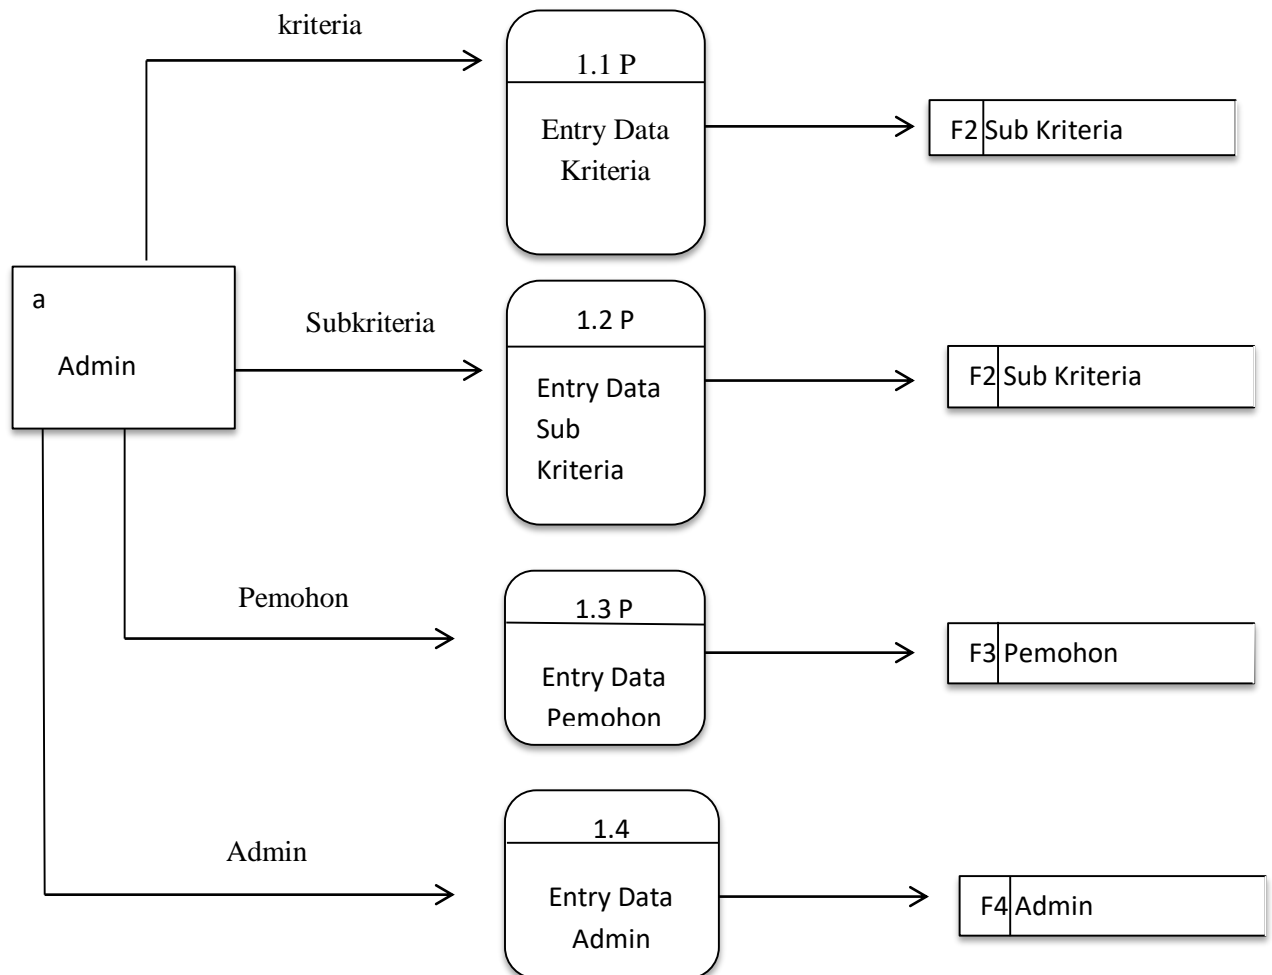 kriteria
1.1 P
Entry Data
Kriteria
F2 Sub Kriteria
a
Admin
Subkriteria
1.2 P
Entry Data
Sub
Kriteria
F2 Sub Kriteria
Pemohon
1.3 P
Entry Data
Pemohon
F3 Pemohon
Admin
1.4
Entry Data
Admin
F4 Admin